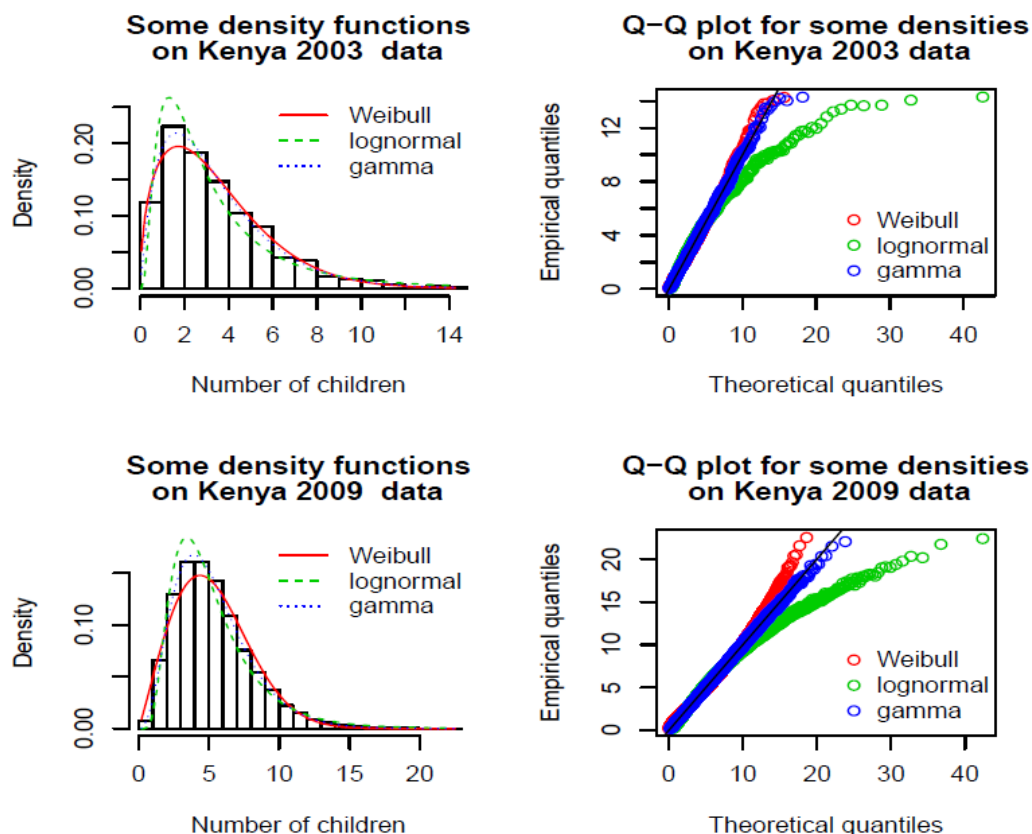 Some density functions
on Kenya 2003 data
Density
0.00
0.10
0.20
Weibull
lognormal
gamma
0 2 4 6 8 10 14
Number of children
Q−Q plot for some densities
on Kenya 2003 data
Empirical quantiles
0
4
8
12
Weibull
lognormal
gamma
0 10 20 30 40
Theoretical quantiles
Some density functions
on Kenya 2009 data
Density
0.00
0.10
Weibull
lognormal
gamma
0 5 10 15 20
Number of children
Q−Q plot for some densities
on Kenya 2009 data
Empirical quantiles
0
5
10
15
20
Weibull
lognormal
gamma
0 10 20 30 40
Theoretical quantiles